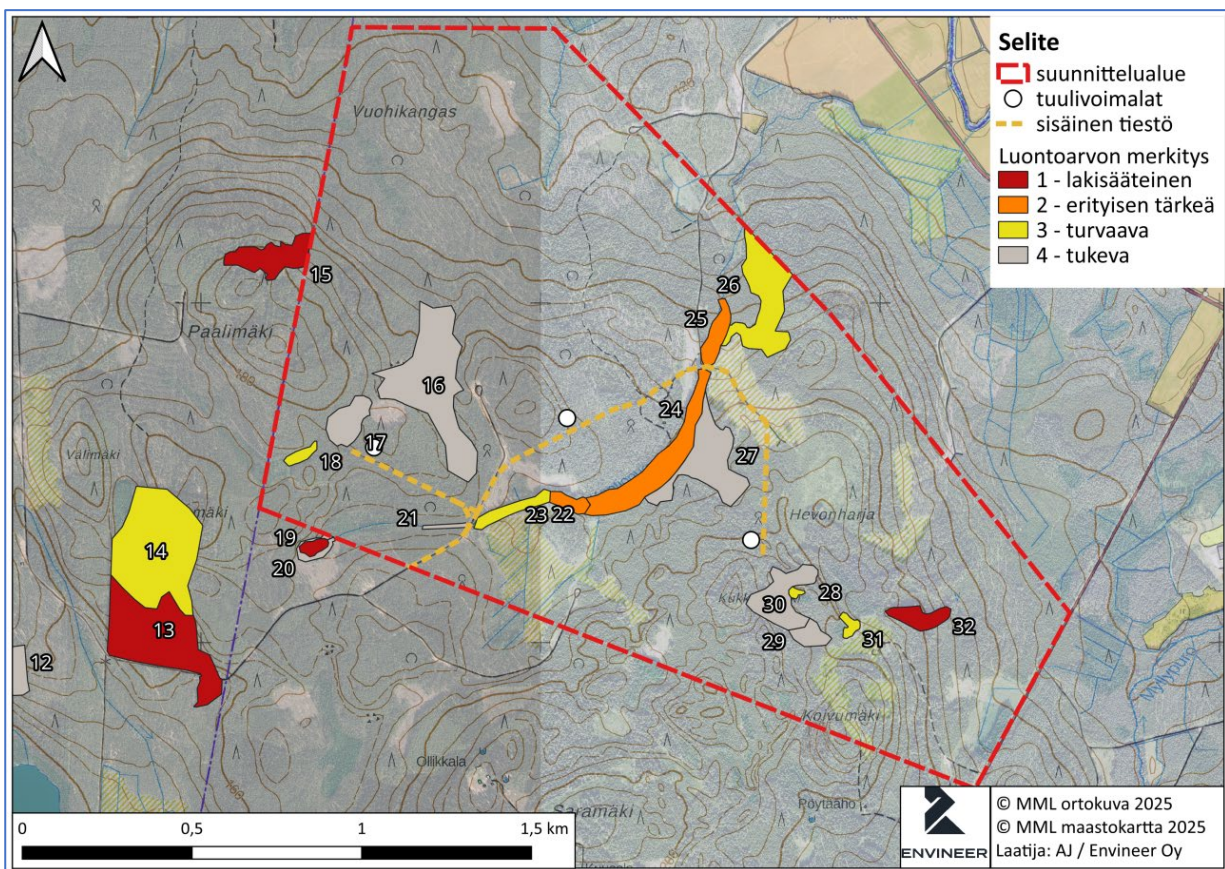 Selite
suunnittelualue
tuulivoimalat
sisäinen tiestö
Luontoarvon merkitys
1 - lakisääteinen
2 - erityisen tärkeä
3 - turvaava
4 - tukeva
Vuohikangas
15
26
Paalimäki
25
16
24
17
18
27
Välimäki
21
23
22
Hevonharja
mäki
19
14
20
28
30
13
31
32
29
12
Myllypuro
Koivumäki
Ollikkala
Saramäki
Pöytäaho
0
0,5
1
1,5 km
ENVINEER
© MML ortokuva 2025
© MML maastokartta 2025
Laatija: AJ / Envineer Oy